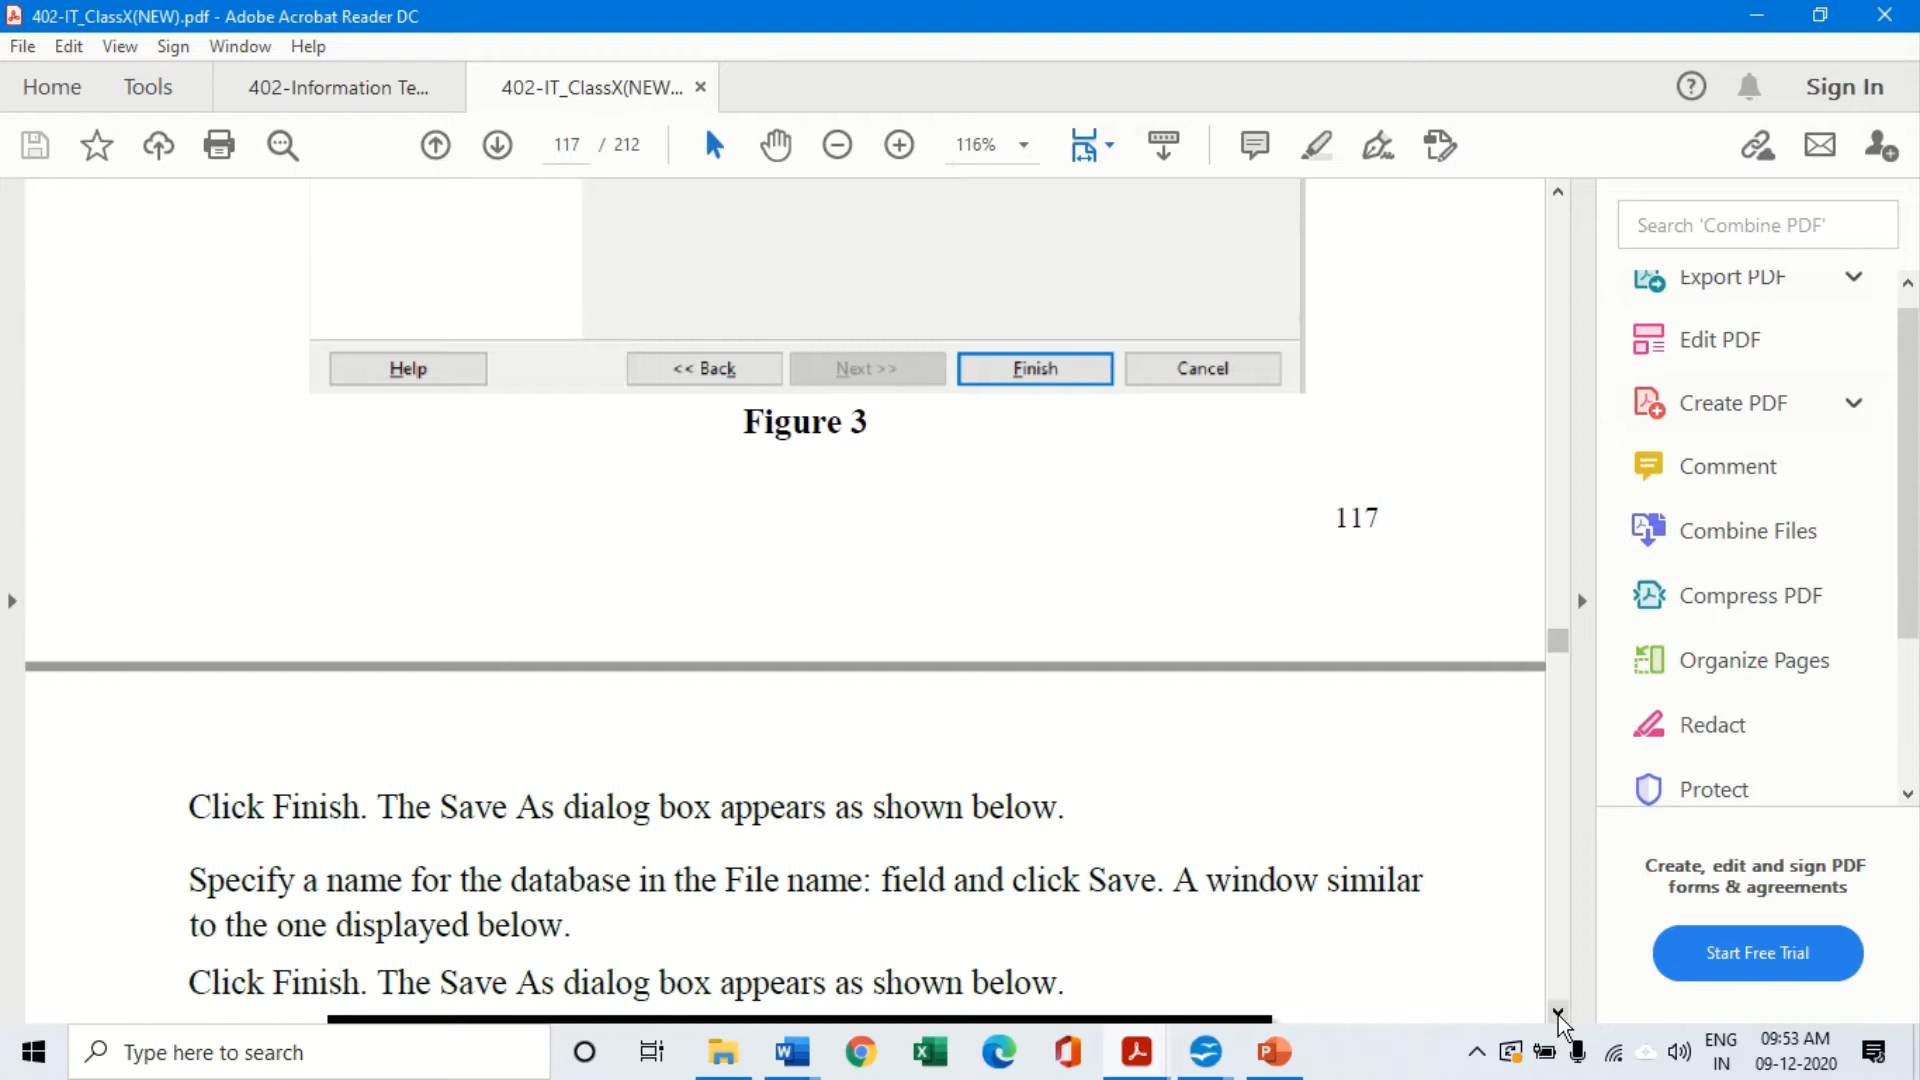 402-IT_ClassX(NEW).pdf - Adobe Acrobat Reader DC
File Edit View Sign Window Help
Home Tools 402-Information Te... 402-IT_ClassX(NEW... × Sign In
117 / 212 116%
Search 'Combine PDF'
Export PDF
Edit PDF
Create PDF
Comment
Combine Files
Compress PDF
Organize Pages
Redact
Protect
Create, edit and sign PDF
forms & agreements
Start Free Trial
Help << Back Next >> Finish Cancel
Figure 3
117
Click Finish. The Save As dialog box appears as shown below.
Specify a name for the database in the File name: field and click Save. A window similar
to the one displayed below.
Click Finish. The Save As dialog box appears as shown below.
Type here to search
ENG
IN
09:53 AM
09-12-2020